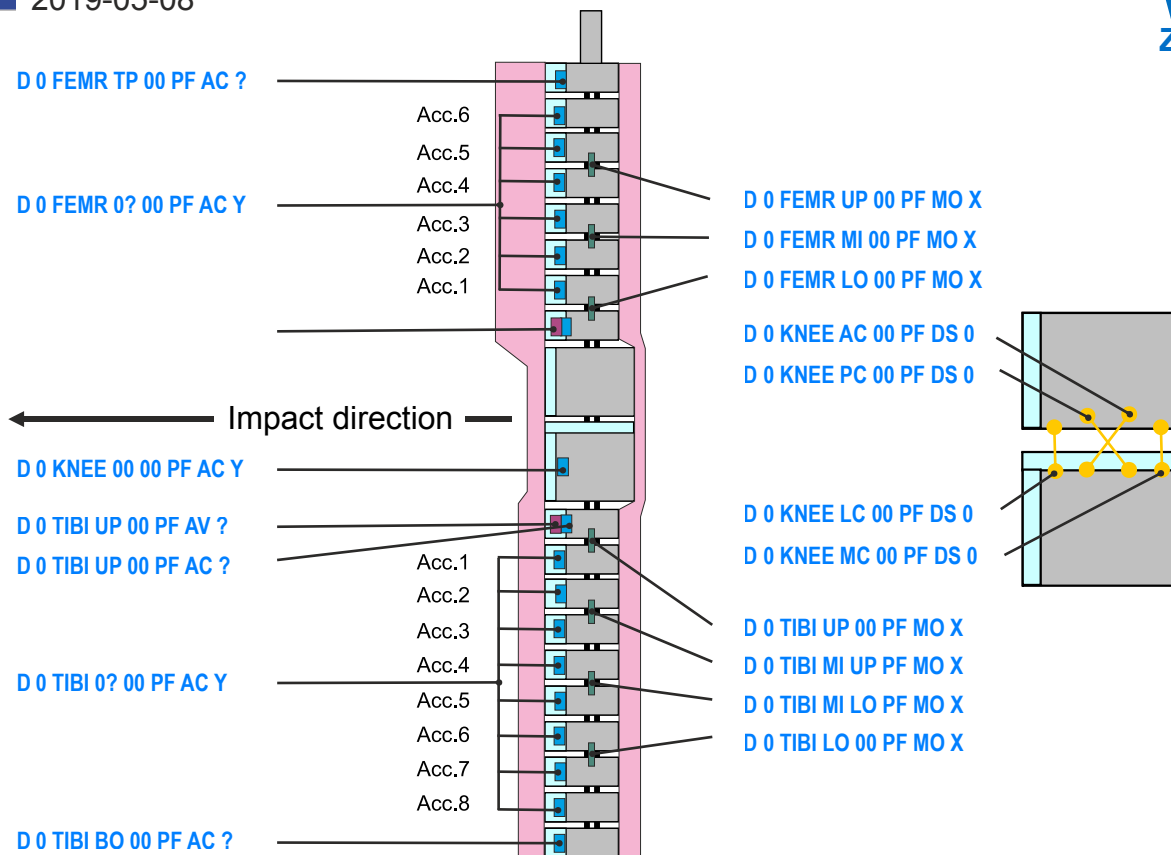 2019-05-08
D 0 FEMR TP 00 PF AC ?
Acc.6
Acc.5
Acc.4
D 0 FEMR 0? 00 PF AC Y
Acc.3
Acc.2
Acc.1
D 0 FEMR UP 00 PF MO X
D 0 FEMR MI 00 PF MO X
D 0 FEMR LO 00 PF MO X
D 0 KNEE AC 00 PF DS 0
D 0 KNEE PC 00 PF DS 0
Impact direction
D 0 KNEE 00 00 PF AC Y
D 0 KNEE LC 00 PF DS 0
D 0 KNEE MC 00 PF DS 0
D 0 TIBI UP 00 PF AV ?
D 0 TIBI UP 00 PF AC ?
Acc.1
Acc.2
Acc.3
Acc.4
D 0 TIBI 0? 00 PF AC Y
Acc.5
Acc.6
Acc.7
Acc.8
D 0 TIBI UP 00 PF MO X
D 0 TIBI MI UP PF MO X
D 0 TIBI MI LO PF MO X
D 0 TIBI LO 00 PF MO X
D 0 TIBI BO 00 PF AC ?